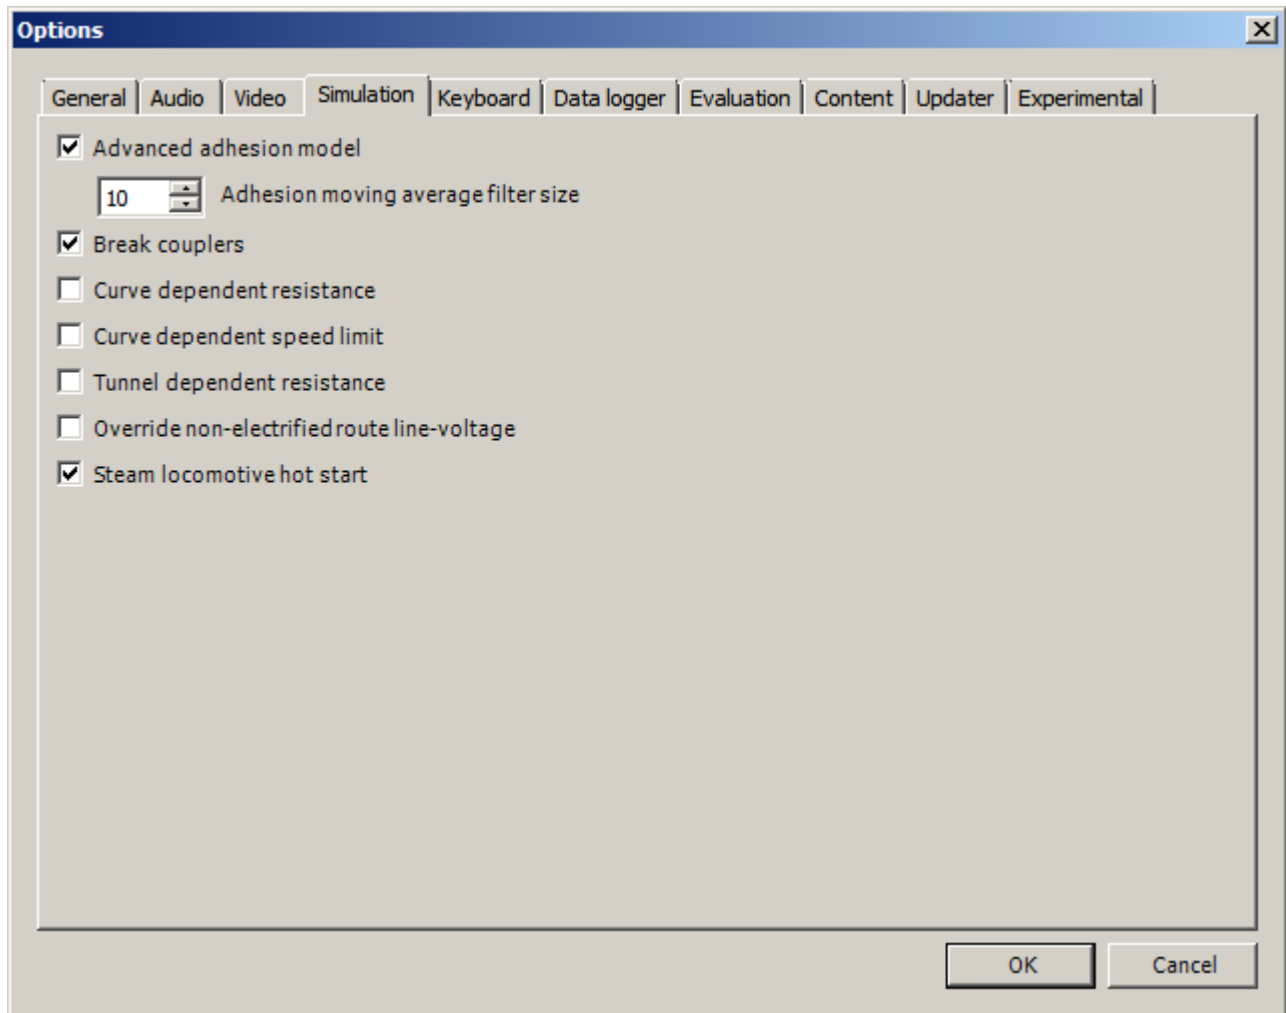 Options
General Audio Video Simulation Keyboard Data logger Evaluation Content Updater Experimental
Advanced adhesion model
10 Adhesion moving average filter size
Break couplers
Curve dependent resistance
Curve dependent speed limit
Tunnel dependent resistance
Override non-electrified route line-voltage
Steam locomotive hot start
OK Cancel